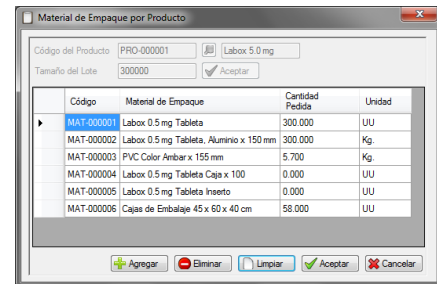 Material de Empaque por Producto
Código del Producto PRO-000001 Labox 5.0 mg
Tamaño del Lote 300000 Aceptar
Código Material de Empaque Cantidad Pedida Unidad
MAT-000001 Labox 0.5 mg Tableta 300.000 UU
MAT-000002 Labox 0.5 mg Tableta, Aluminio x 150 mm 300.000 Kg.
MAT-000003 PVC Color Ambar x 155 mm 5.700 Kg.
MAT-000004 Labox 0.5 mg Tableta Caja x 100 0.000 UU
MAT-000005 Labox 0.5 mg Tableta Inserto 0.000 UU
MAT-000006 Cajas de Embalaje 45 x 60 x 40 cm 58.000 UU
Agregar Eliminar Limpiar Aceptar Cancelar